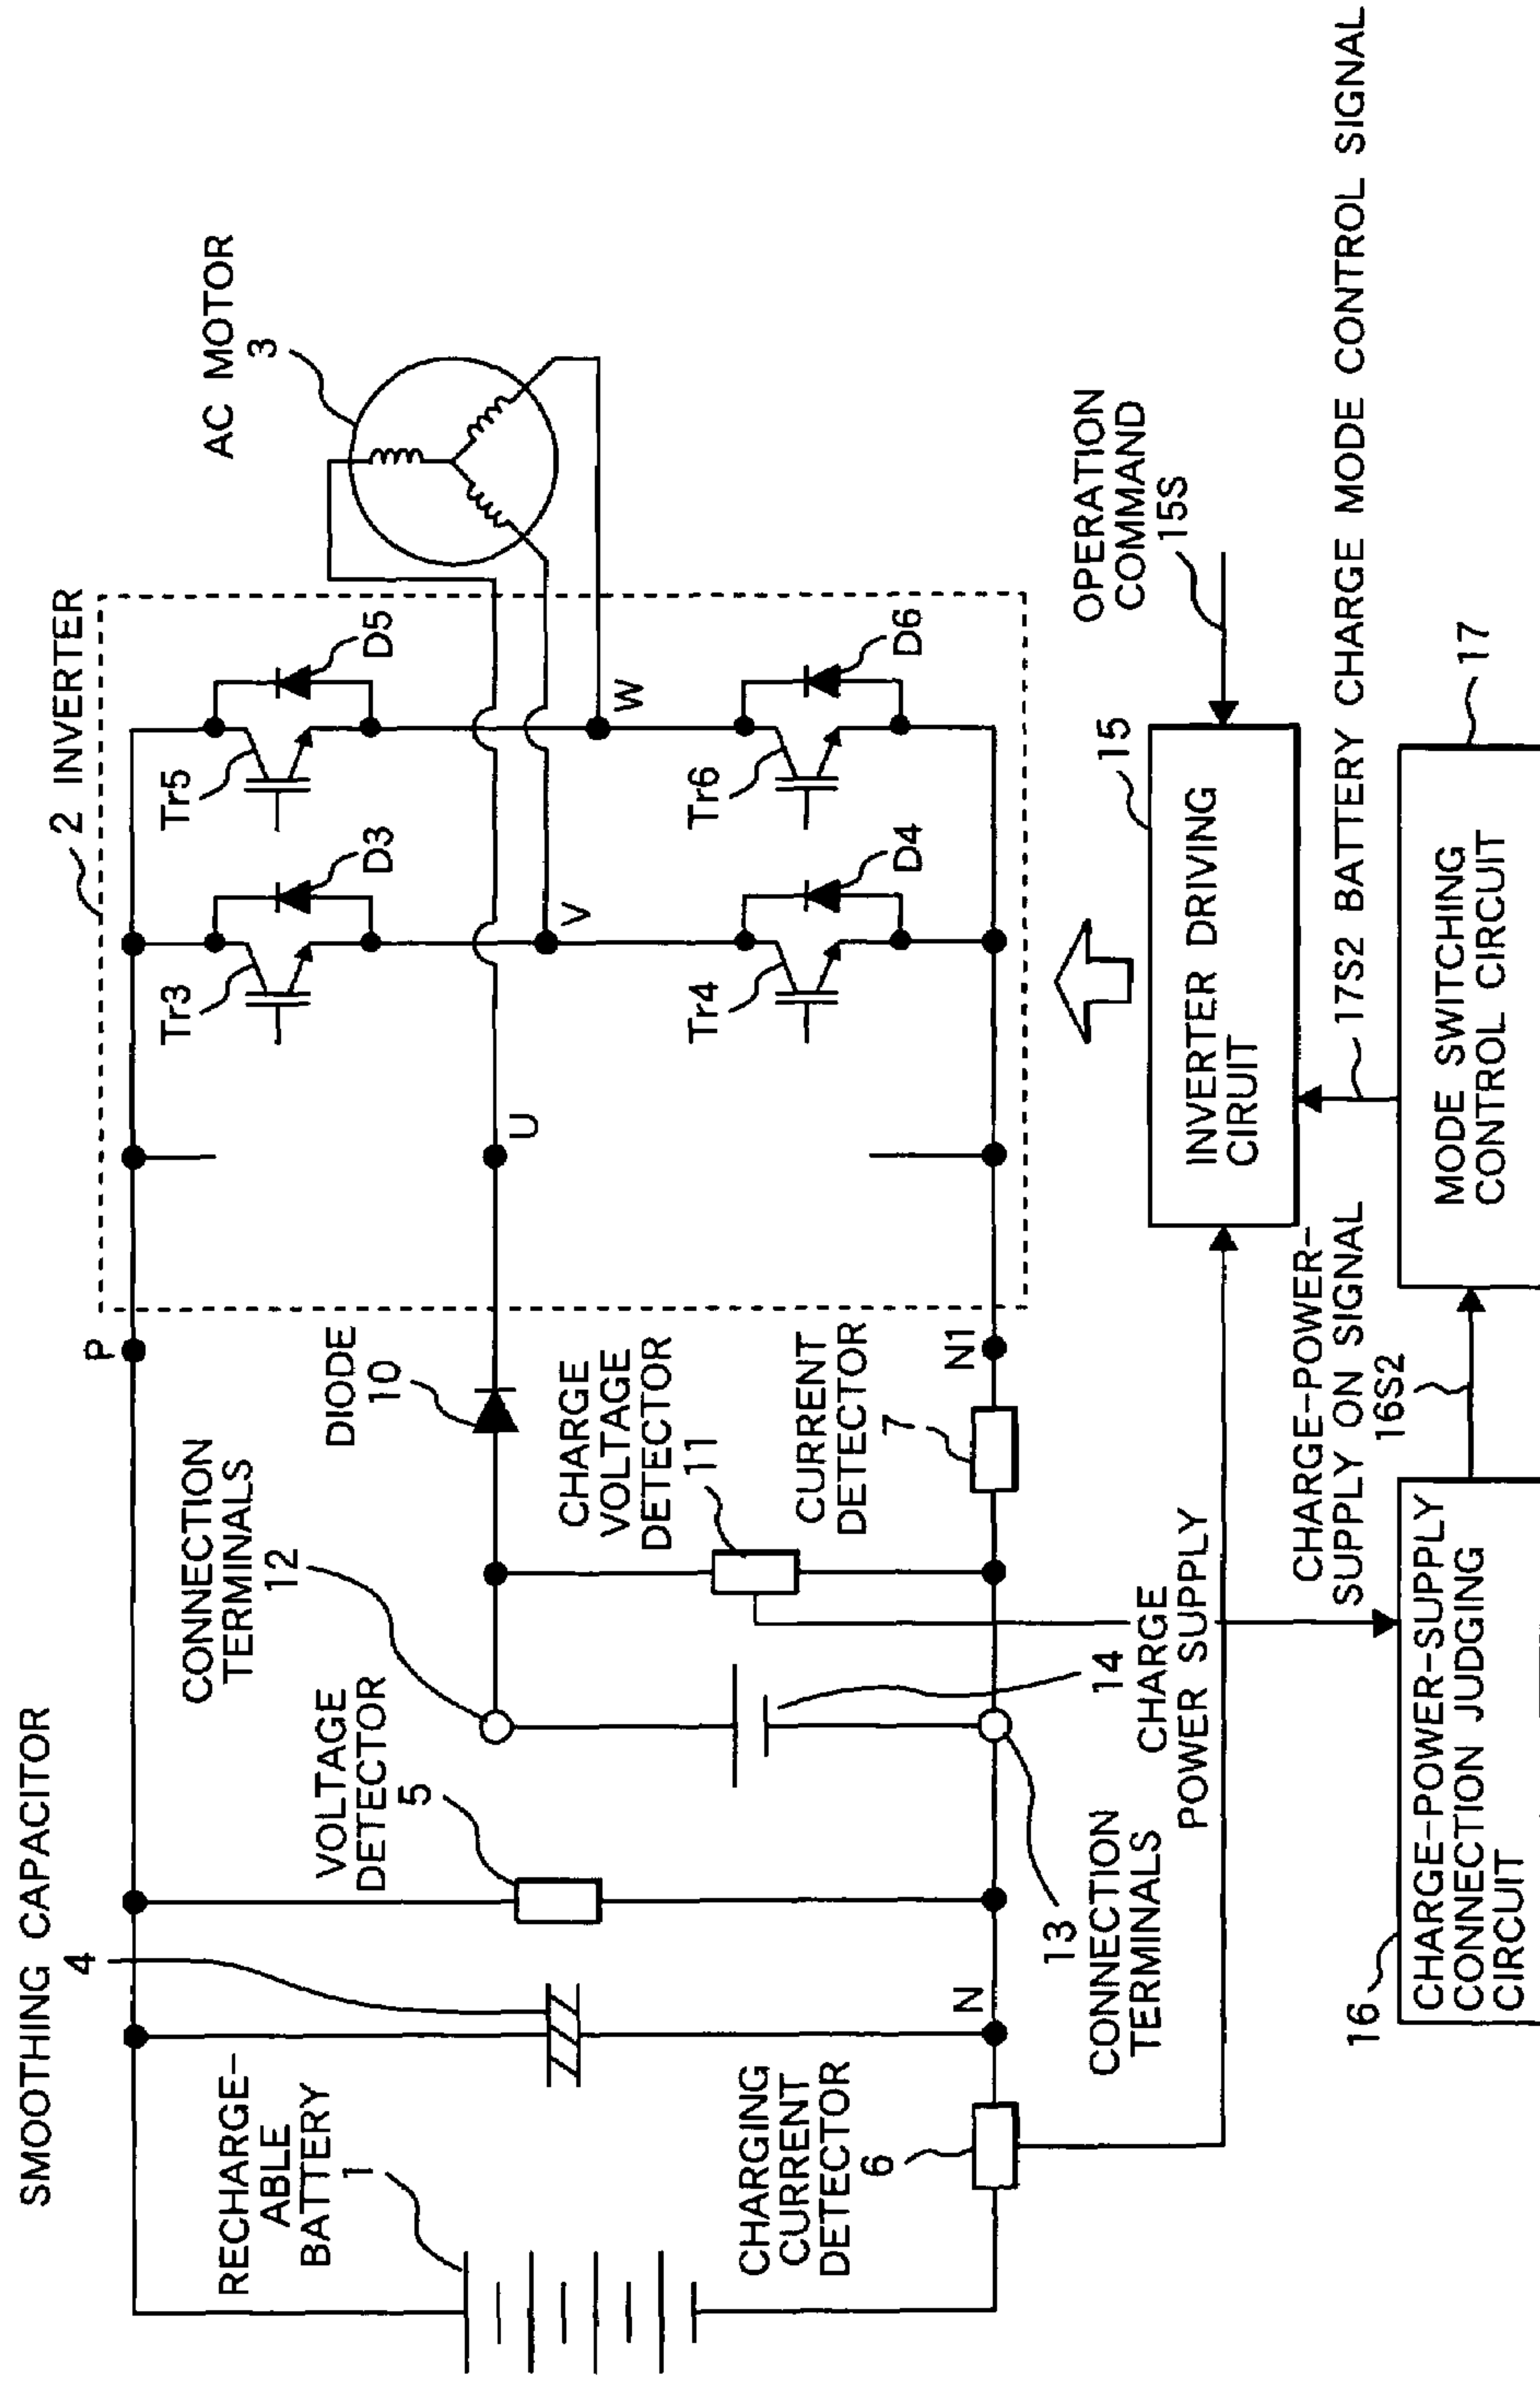 SMOOTHING CAPACITOR
4
RECHARGE-
ABLE
BATTERY
1
VOLTAGE
DETECTOR
5
CONNECTION
TERMINALS
12
P
DIODE
10
2 INVERTER
Tr3
D3
Tr5
D5
AC MOTOR
3
CHARGING
CURRENT
DETECTOR
6
N
CHARGE
VOLTAGE
DETECTOR
11
CURRENT
DETECTOR
7
N1
U
V
W
Tr4
D4
Tr6
D6
13
CONNECTION
TERMINALS
14
CHARGE
POWER SUPPLY
15
INVERTER DRIVING
CIRUIT
OPERATION
COMMAND
15S
CHARGE-POWER-
SUPPLY ON SIGNAL
16S2
17S2 BATTERY CHARGE MODE CONTROL SIGNAL
16
CHARGE-POWER-SUPPLY
CONNECTION JUDGING
CIRCUIT
MODE SWITCHING
CONTROL CIRCUIT
17